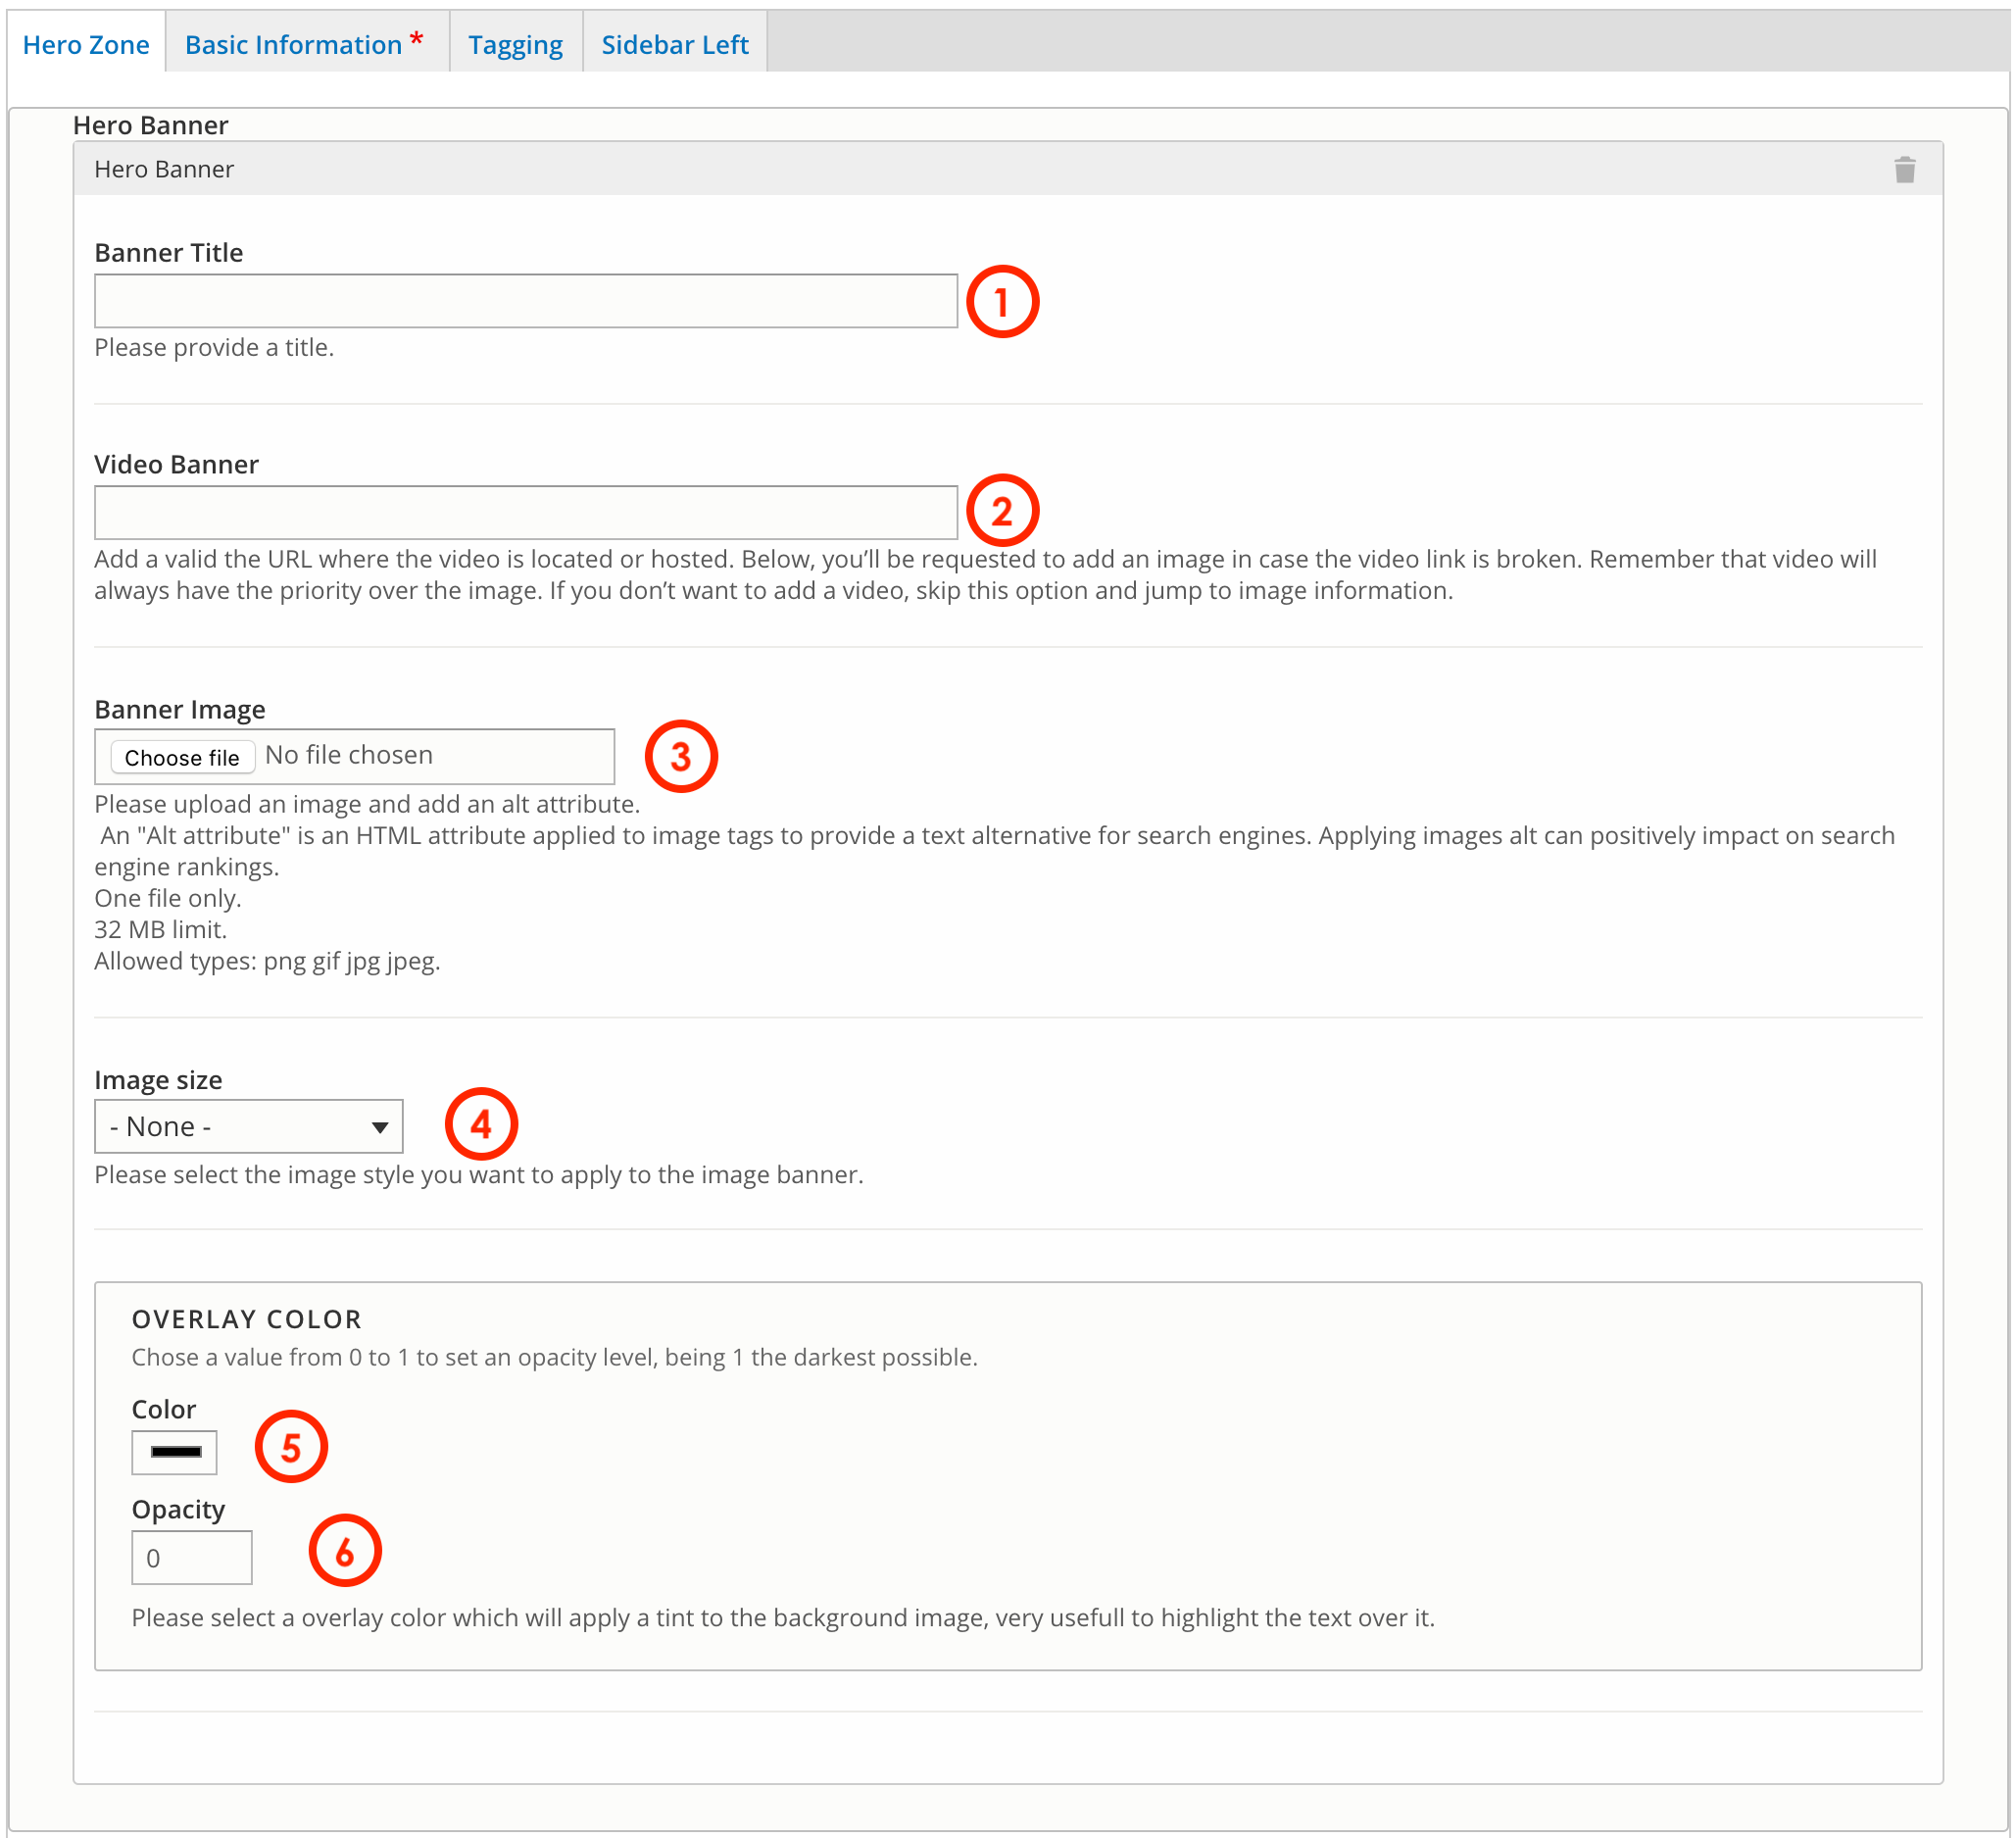 Hero Zone
Basic Information *
Tagging
Sidebar Left
Hero Banner
Hero Banner
Banner Title
1
Please provide a title.
Video Banner
2
Add a valid the URL where the video is located or hosted. Below, you’ll be requested to add an image in case the video link is broken. Remember that video will
always have the priority over the image. If you don’t want to add a video, skip this option and jump to image information.
Banner Image
Choose file No file chosen
3
Please upload an image and add an alt attribute.
An "Alt attribute" is an HTML attribute applied to image tags to provide a text alternative for search engines. Applying images alt can positively impact on search
engine rankings.
One file only.
32 MB limit.
Allowed types: png gif jpg jpeg.
Image size
- None -
4
Please select the image style you want to apply to the image banner.
OVERLAY COLOR
Chose a value from 0 to 1 to set an opacity level, being 1 the darkest possible.
Color
5
Opacity
0
6
Please select a overlay color which will apply a tint to the background image, very usefull to highlight the text over it.